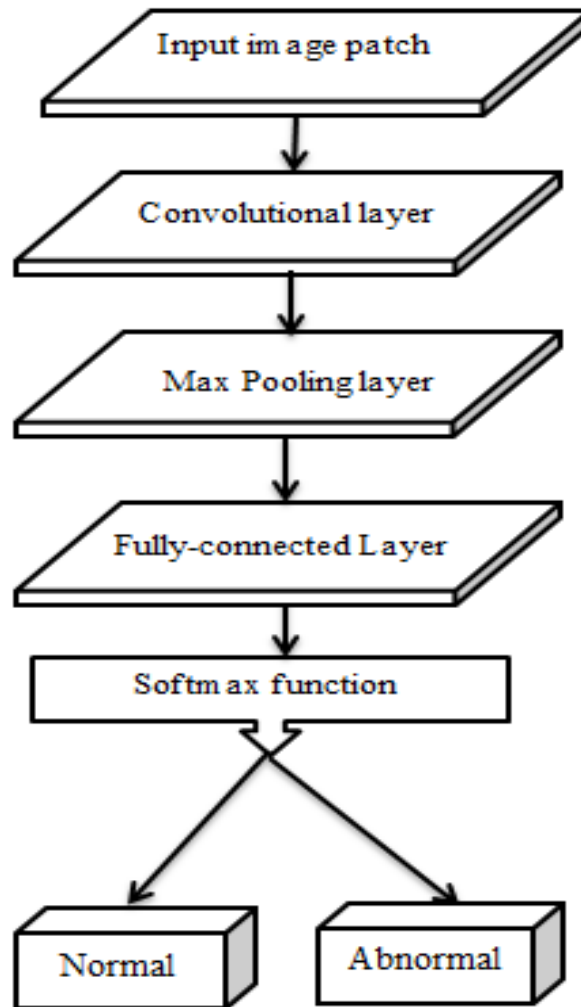 Input image patch
Convolutional layer
Max Pooling layer
Fully-connected Layer
Softmax function
Normal
Abnormal